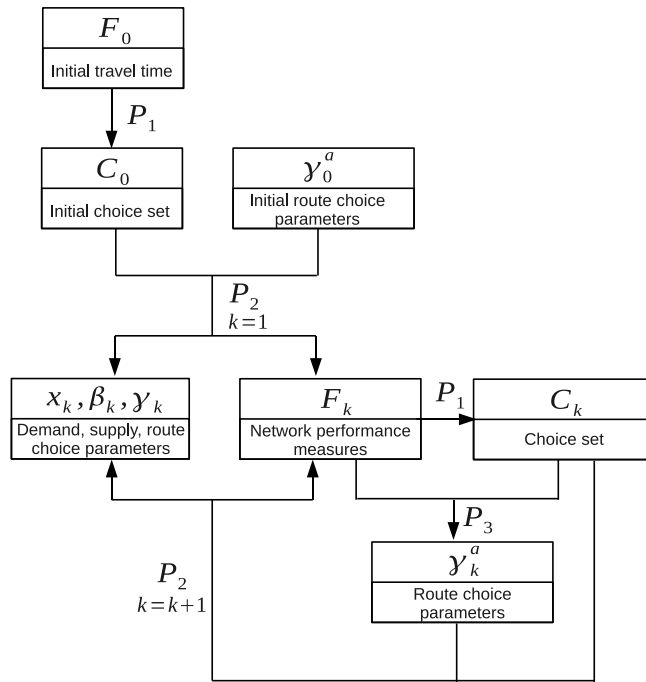 F₀
Initial travel time
P₁
C₀
Initial choice set
γ₀ᵃ
Initial route choice
parameters
P₂
k=1
xₖ, βₖ, γₖ
Demand, supply, route
choice parameters
Fₖ
Network performance
measures
P₁
Cₖ
Choice set
P₃
γₖᵃ
Route choice
parameters
P₂
k=k+1